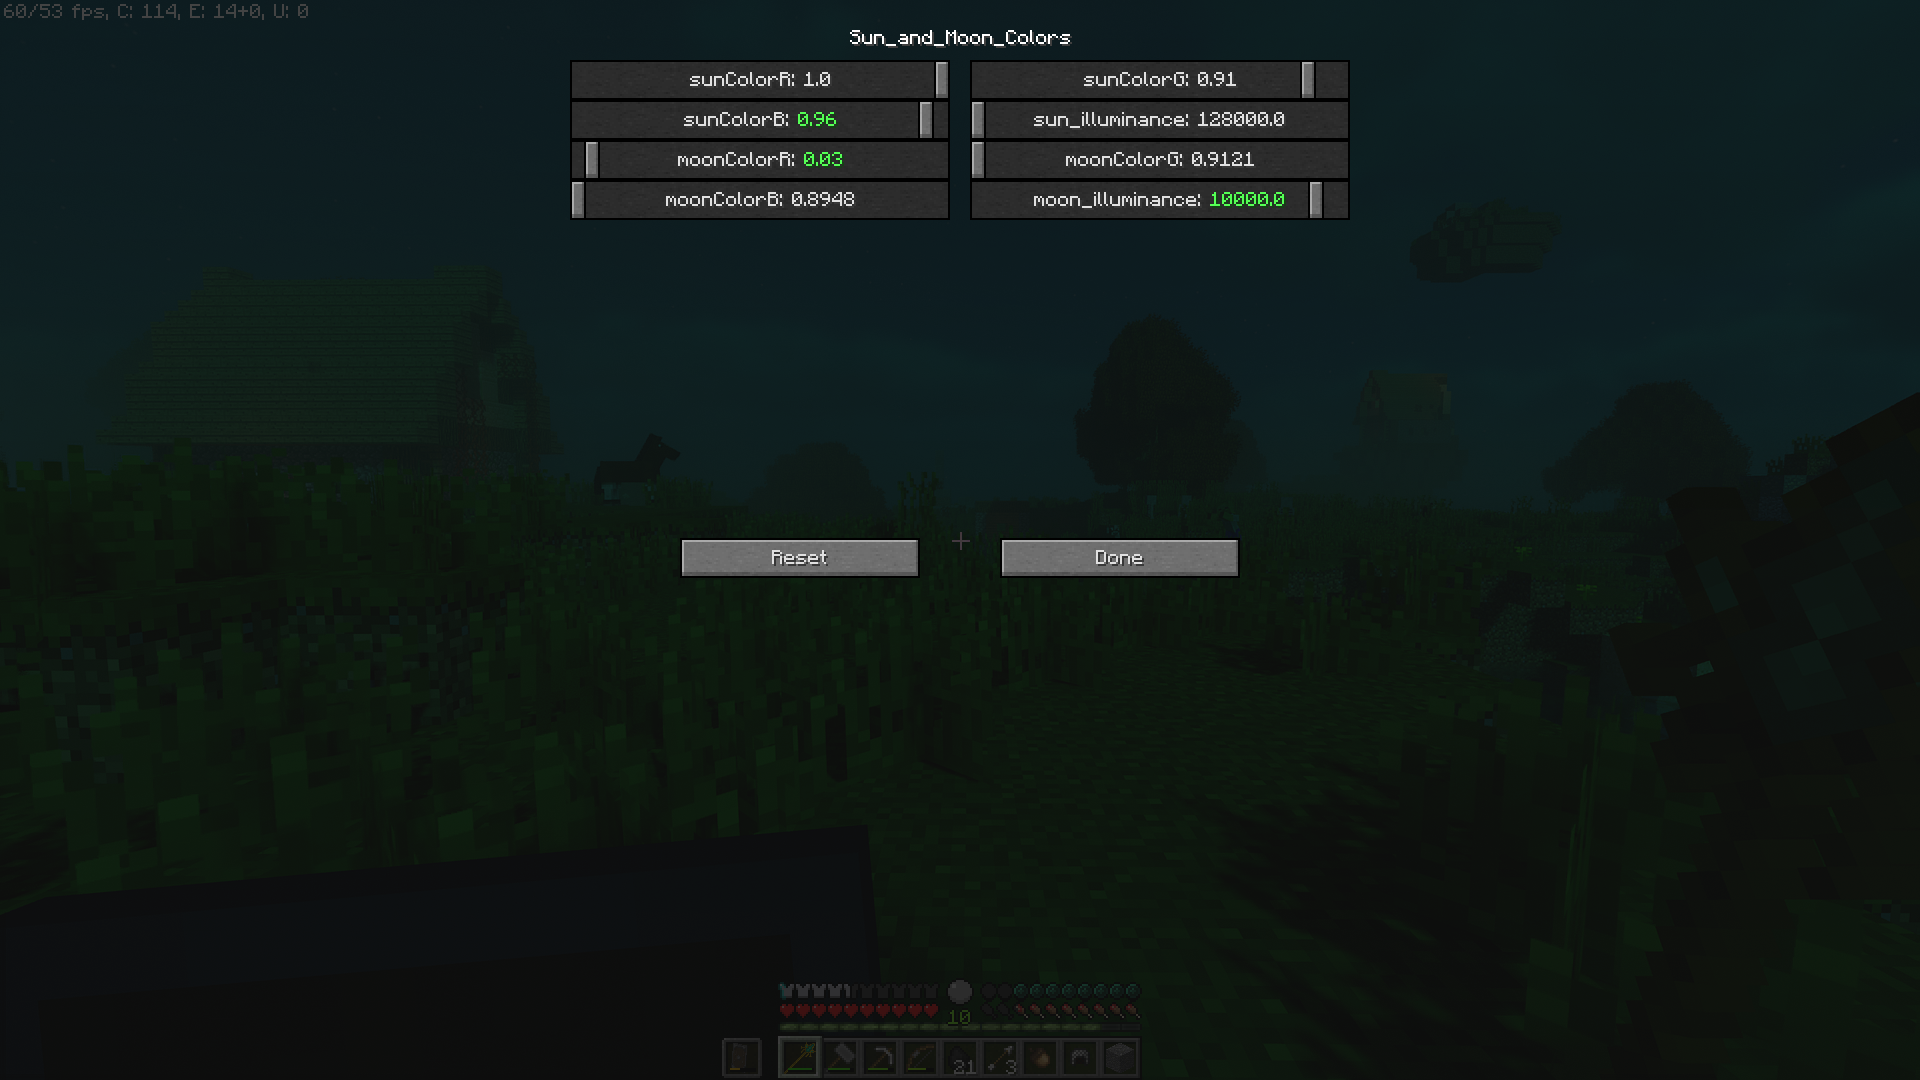 60/53 fps, C: 114, E: 14+0, U: 0
Sun_and_Moon_Colors
sunColorR: 1.0
sunColorG: 0.91
sunColorB: 0.96
sun_illuminance: 128000.0
moonColorR: 0.03
moonColorG: 0.9121
moonColorB: 0.8948
moon_illuminance: 10000.0
Reset
Done
10
21
3